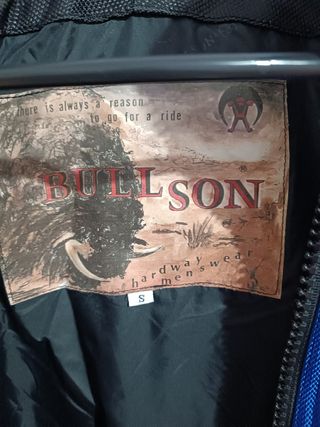 there is always a reason
to go for a ride
BULLSON
hardway
menswear
S